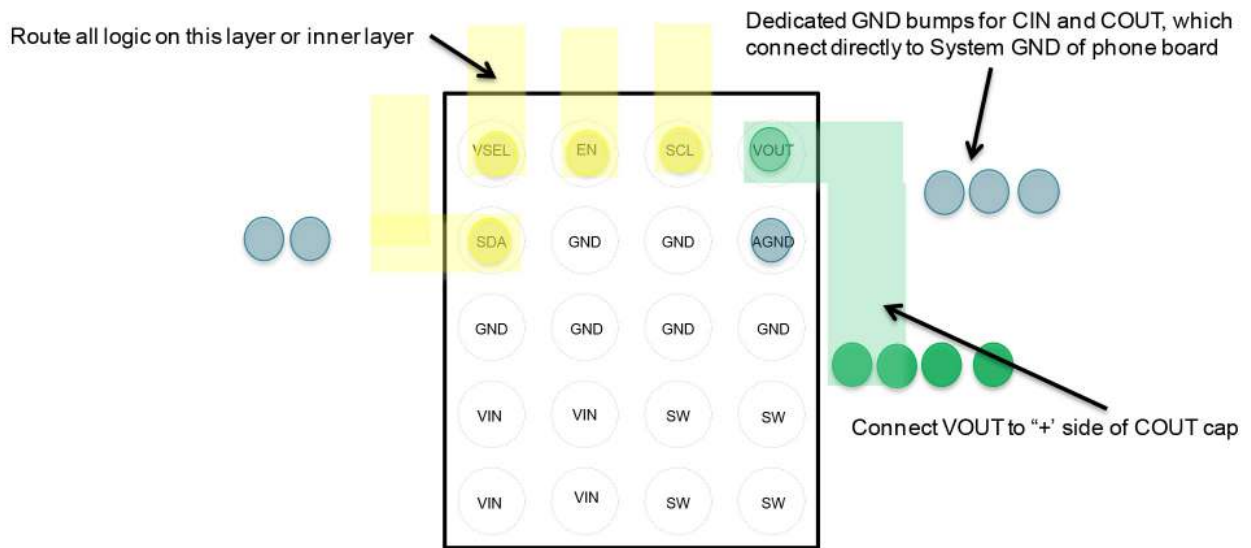 Route all logic on this layer or inner layer
Dedicated GND bumps for CIN and COUT, which
connect directly to System GND of phone board
VSEL EN SCL VOUT
SDA GND GND AGND
GND GND GND GND
VIN VIN SW SW
VIN VIN SW SW
Connect VOUT to “+’ side of COUT cap